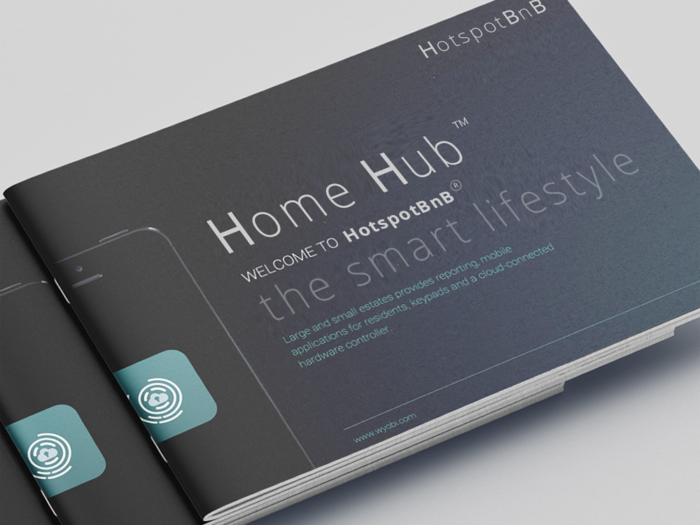 HotspotBnB
Home Hub™
WELCOME TO HotspotBnB®
the smart lifestyle
Large and small estates provides reporting, mobile
applications for residents, keypads and a cloud-connected
hardware controller.
www.wyobi.com